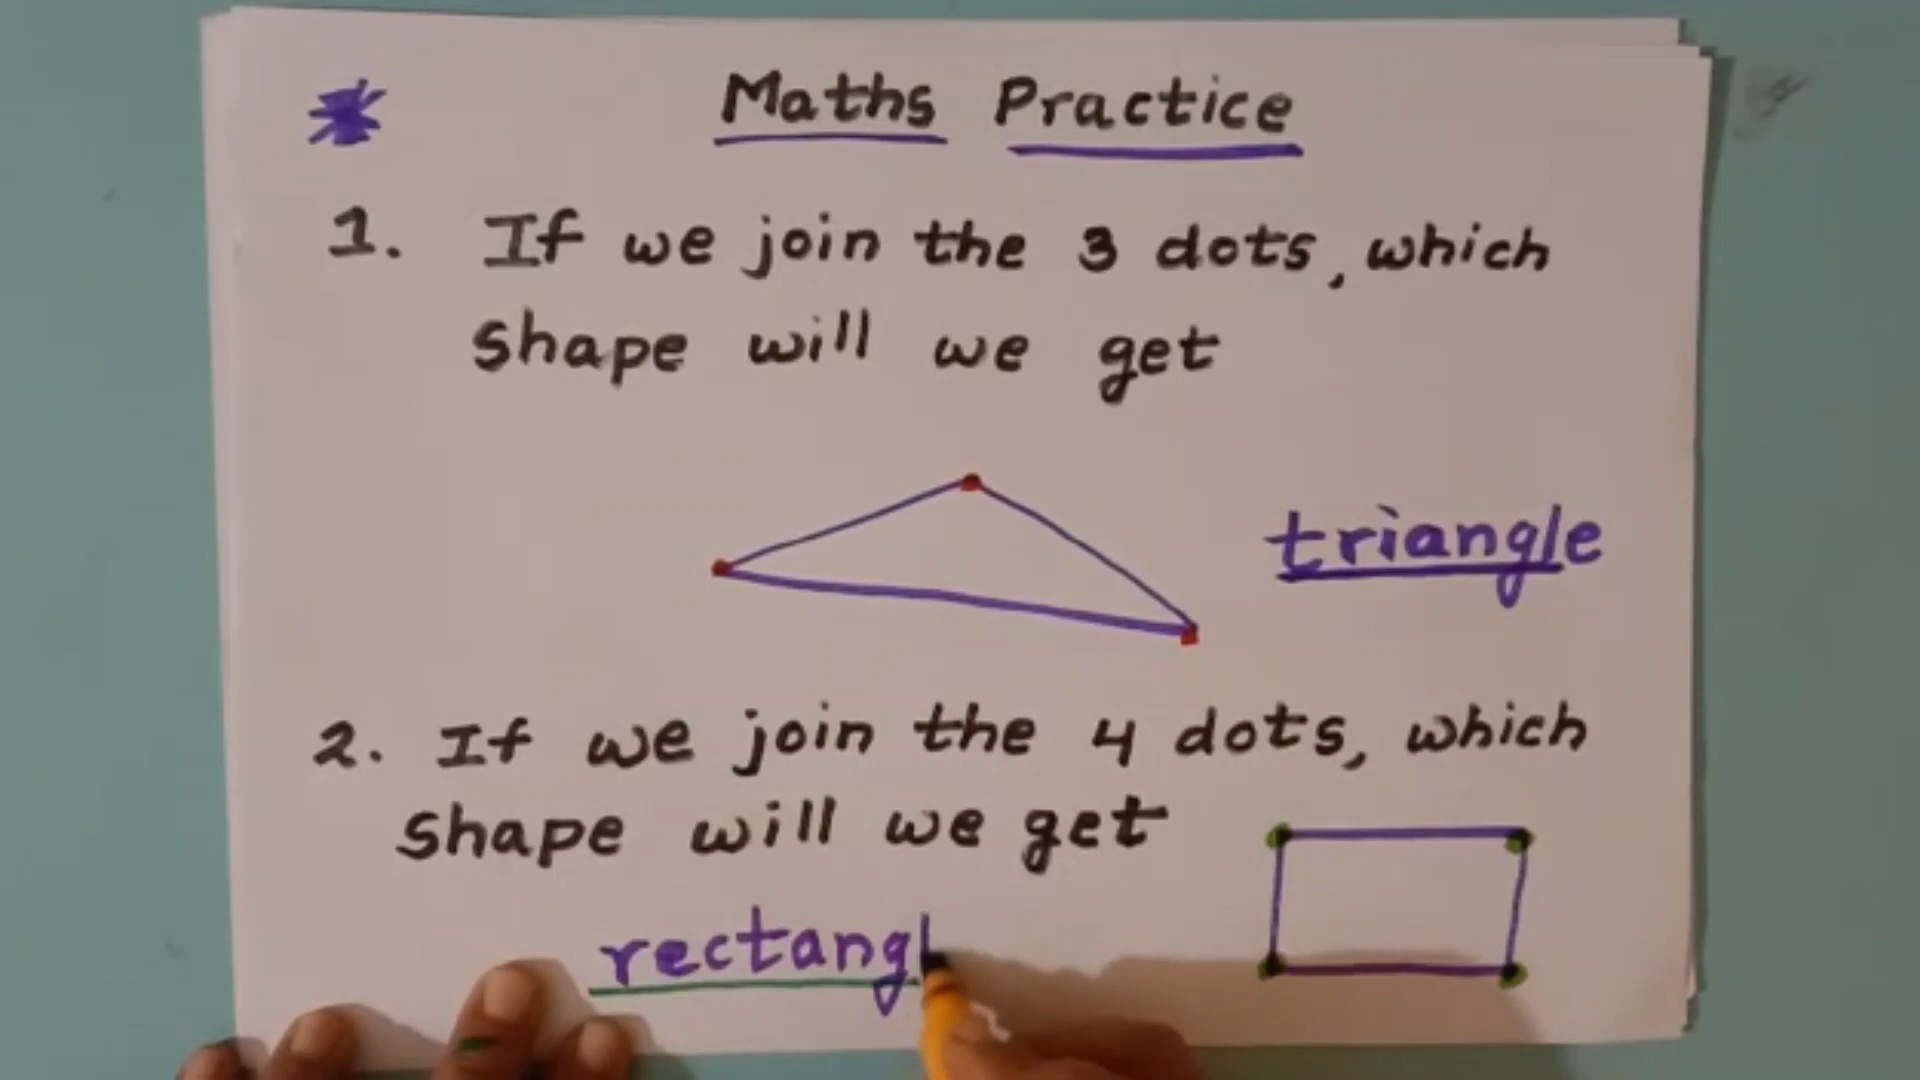 Maths Practice
1. If we join the 3 dots, which
shape will we get
triangle
2. If we join the 4 dots, which
shape will we get
rectangl